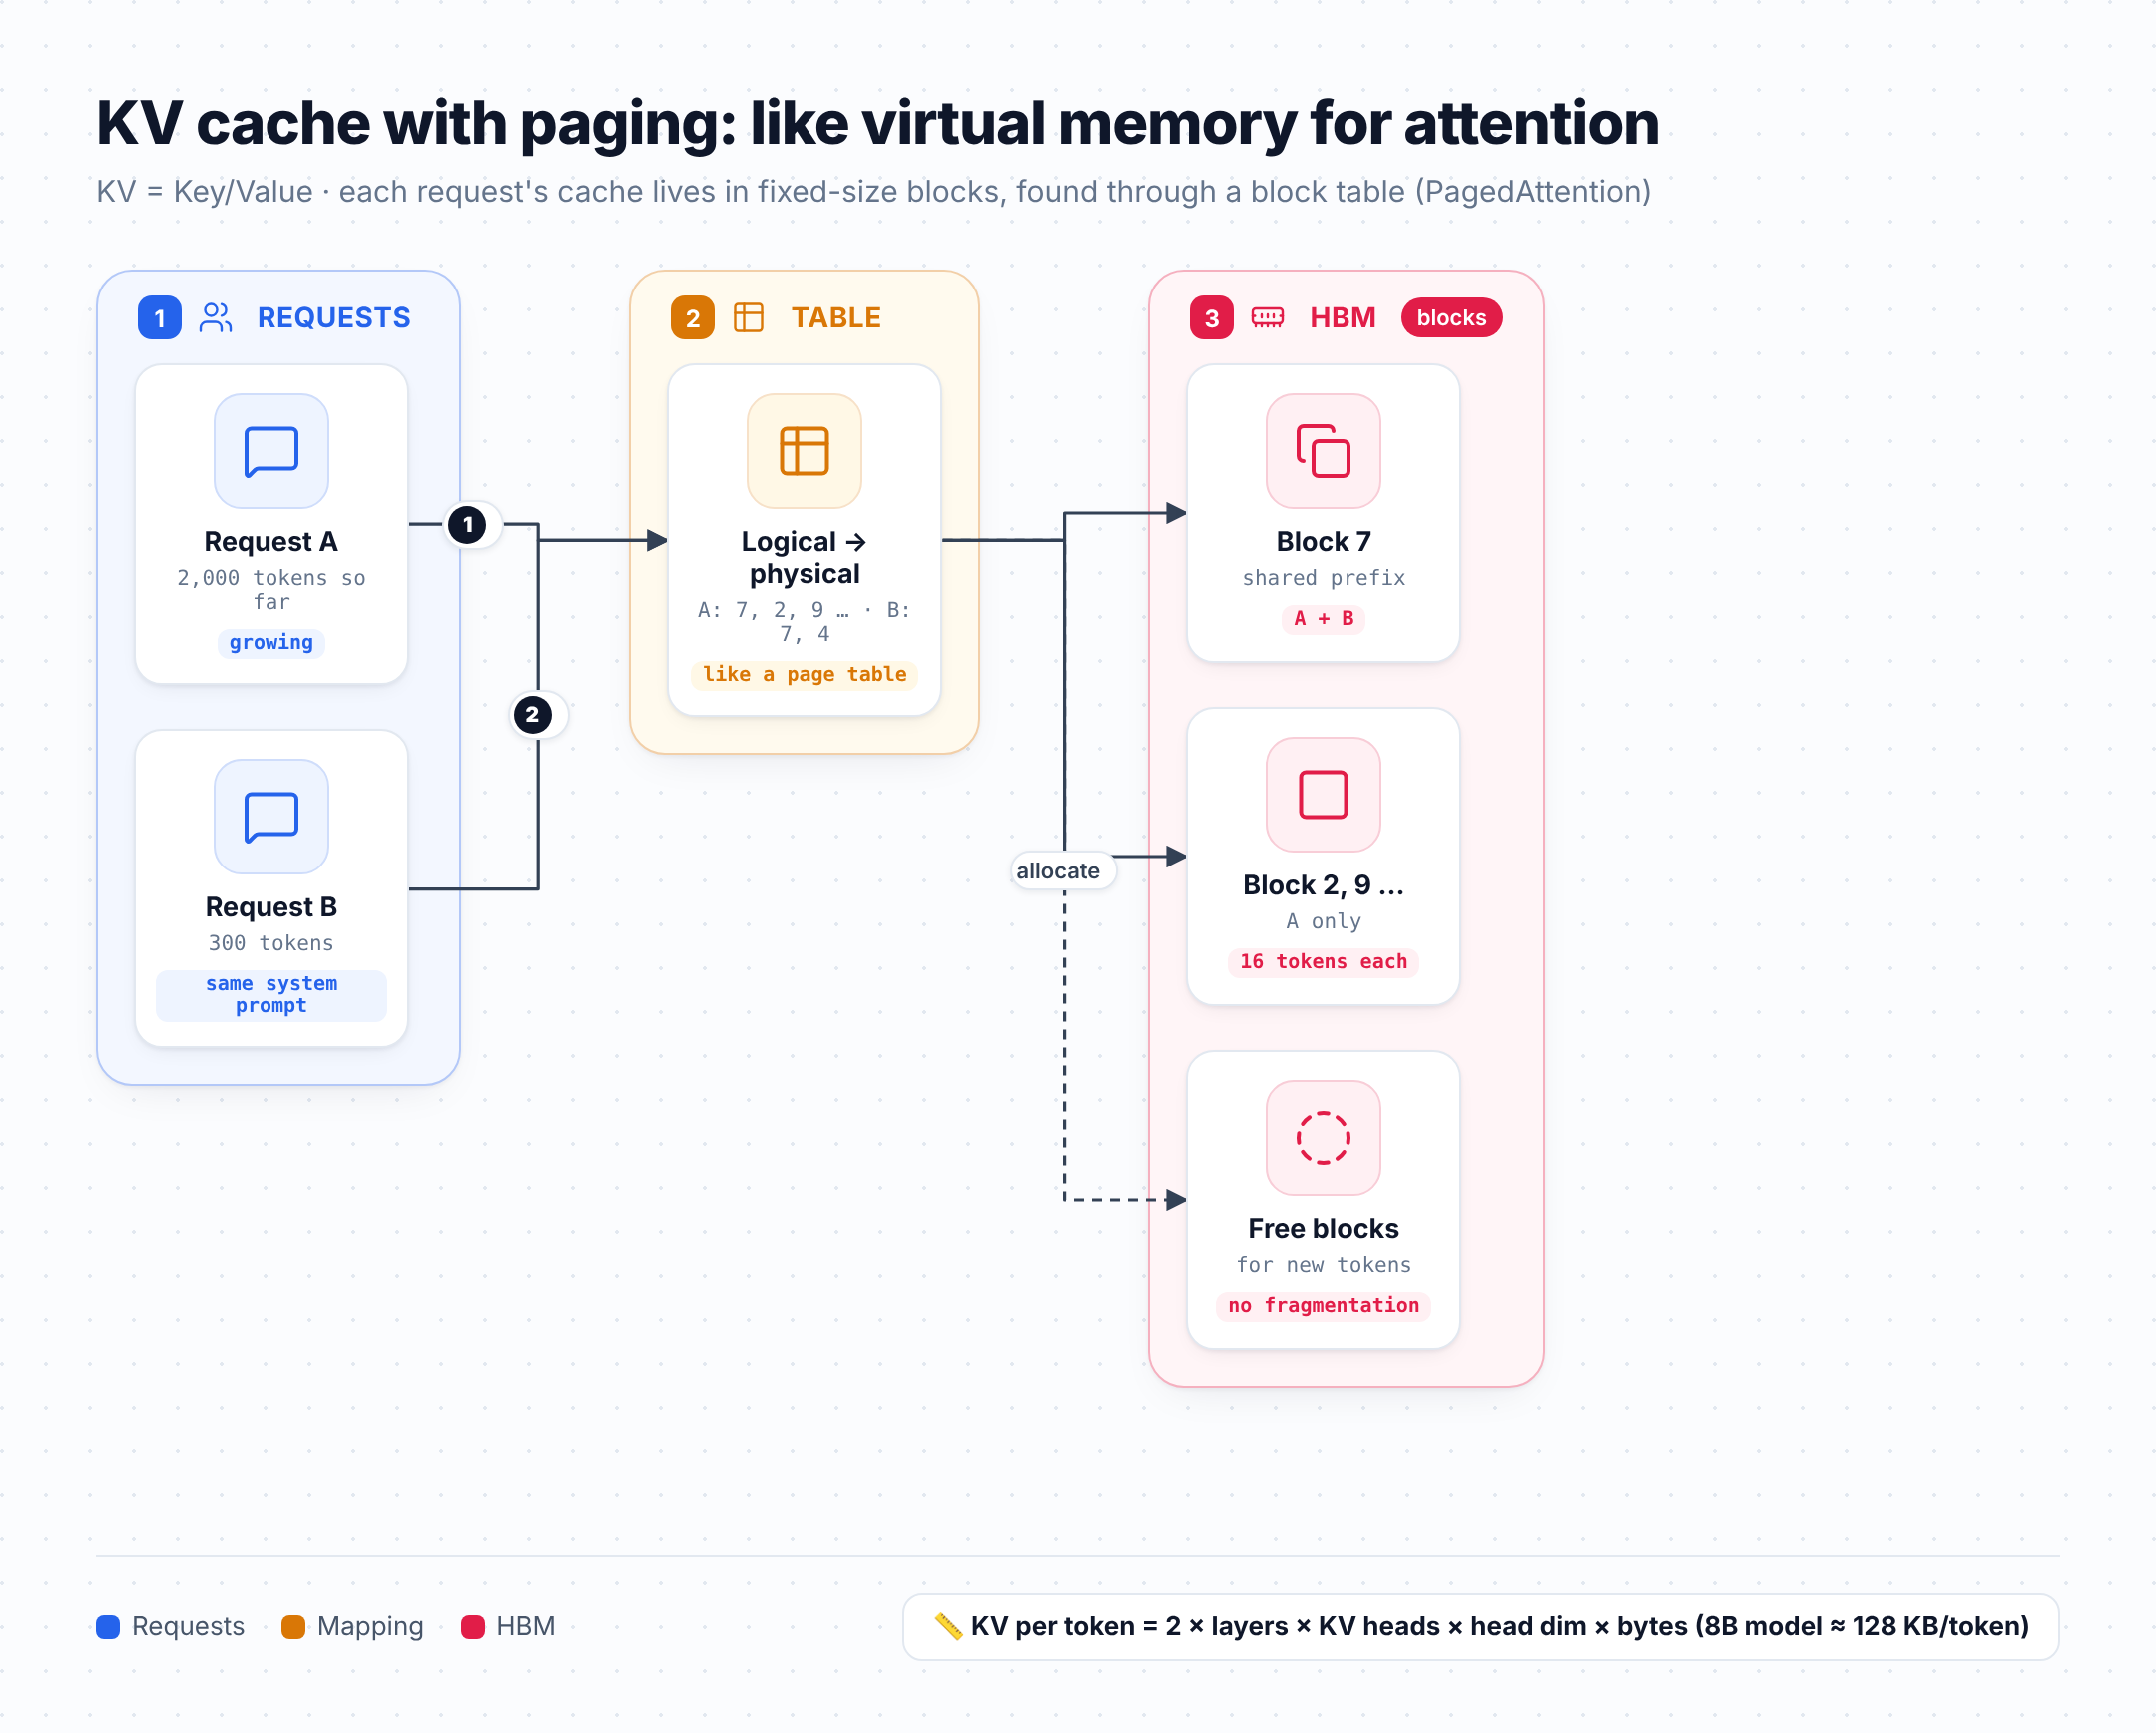 KV cache with paging: like virtual memory for attention
KV = Key/Value · each request's cache lives in fixed-size blocks, found through a block table (PagedAttention)
1 REQUESTS
Request A
2,000 tokens so
far
growing
Request B
300 tokens
same system
prompt
1
2
2 TABLE
Logical →
physical
A: 7, 2, 9 … · B:
7, 4
like a page table
allocate
3 HBM blocks
Block 7
shared prefix
A + B
Block 2, 9 …
A only
16 tokens each
Free blocks
for new tokens
no fragmentation
Requests
Mapping
HBM
📏 KV per token = 2 × layers × KV heads × head dim × bytes (8B model ≈ 128 KB/token)